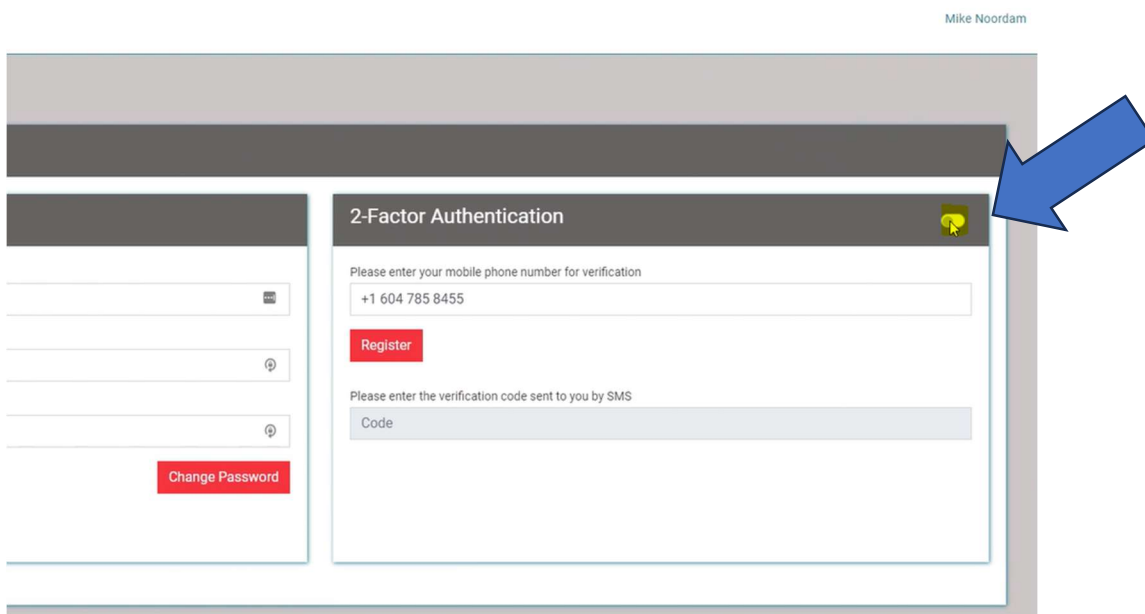 Mike Noordam
2-Factor Authentication
Please enter your mobile phone number for verification
+1 604 785 8455
Register
Please enter the verification code sent to you by SMS
Code
Change Password